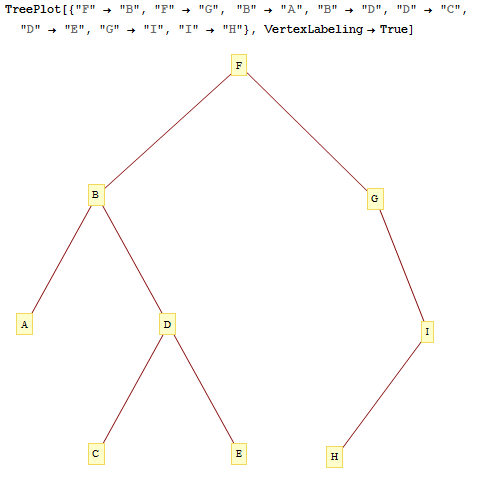 TreePlot[{"F" → "B", "F" → "G", "B" → "A", "B" → "D", "D" → "C",
"D" → "E", "G" → "I", "I" → "H"}, VertexLabeling → True]
F
B
G
A
D
I
C
E
H